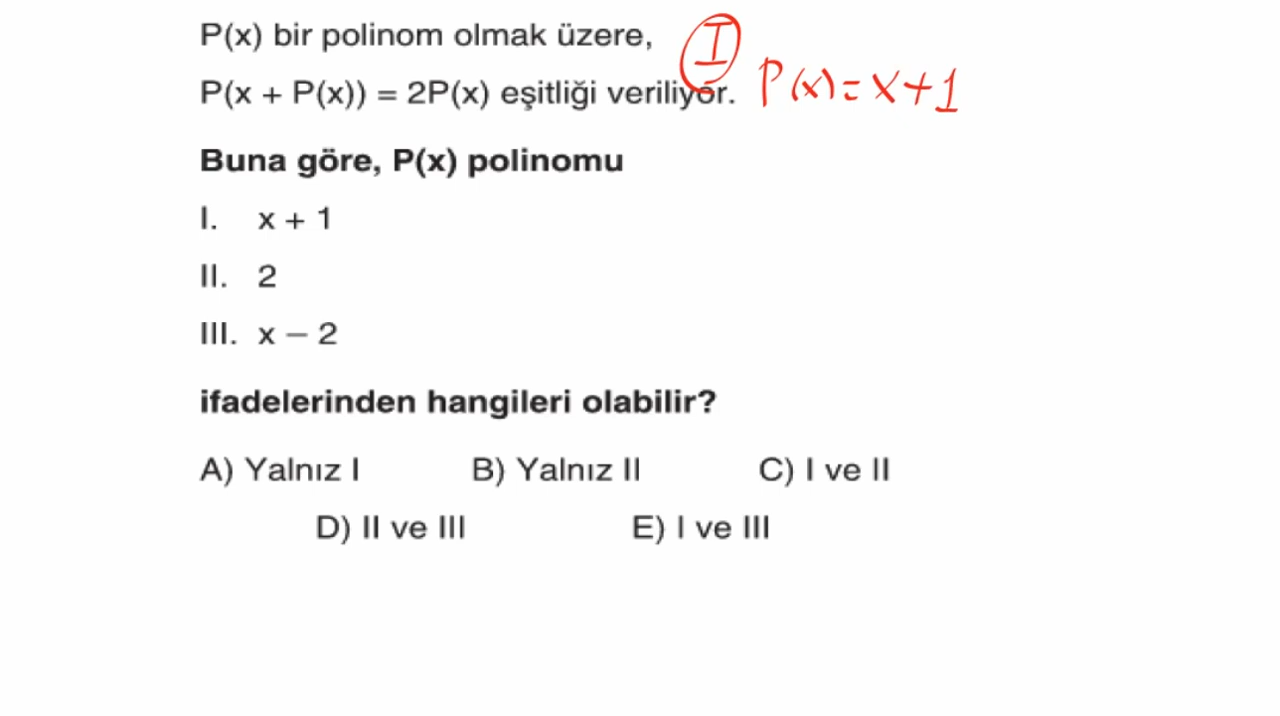 P(x) bir polinom olmak üzere,
I
P(x + P(x)) = 2P(x) eşitliği veriliyor. P(x) = x+1
Buna göre, P(x) polinomu
I. x + 1
II. 2
III. x – 2
ifadelerinden hangileri olabilir?
A) Yalnız I B) Yalnız II C) I ve II
D) II ve III E) I ve III